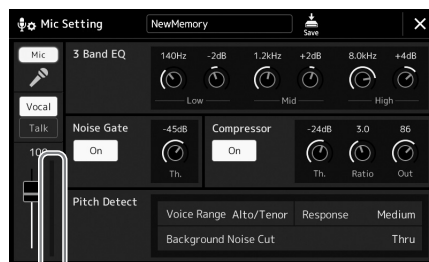 Mic Setting
NewMemory
Save
Mic
Vocal
Talk
100
3 Band EQ
140Hz -2dB 1.2kHz +2dB 8.0kHz +4dB
Low Mid High
Noise Gate
On
-45dB
Th.
Compressor
On
-24dB 3.0 86
Th. Ratio Out
Pitch Detect
Voice Range Alto/Tenor Response Medium
Background Noise Cut Thru